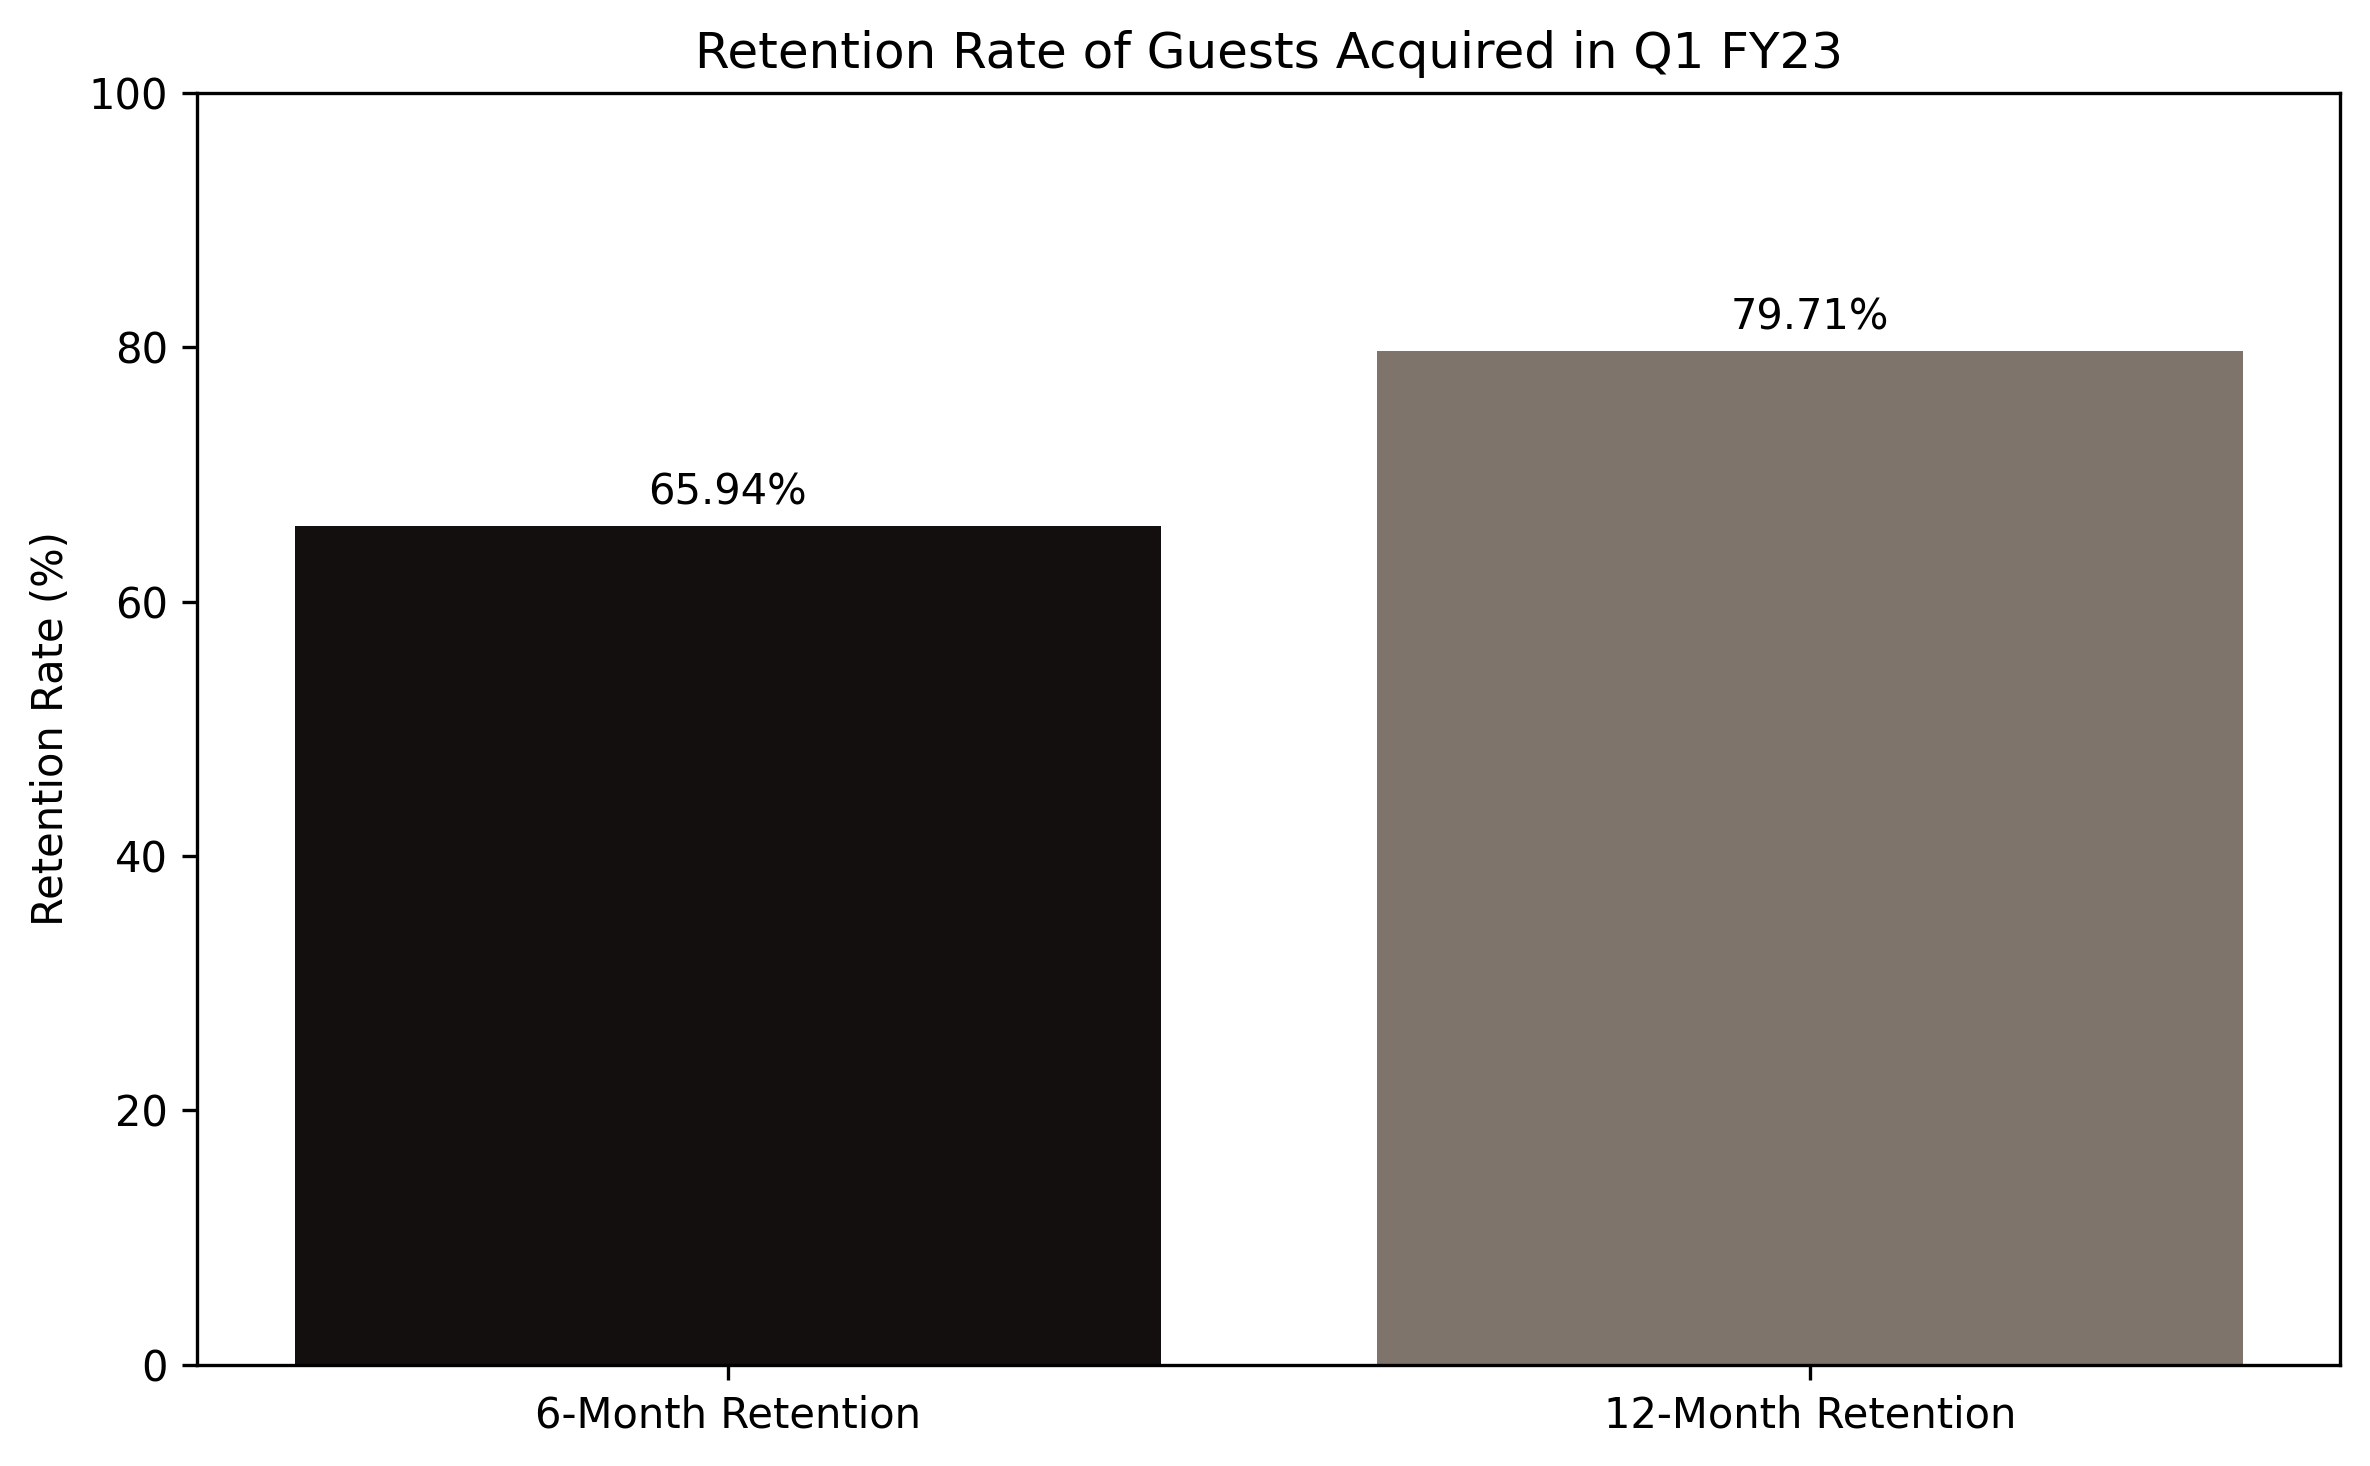 Retention Rate of Guests Acquired in Q1 FY23
100
80
60
40
20
0
Retention Rate (%)
65.94%
79.71%
6-Month Retention
12-Month Retention